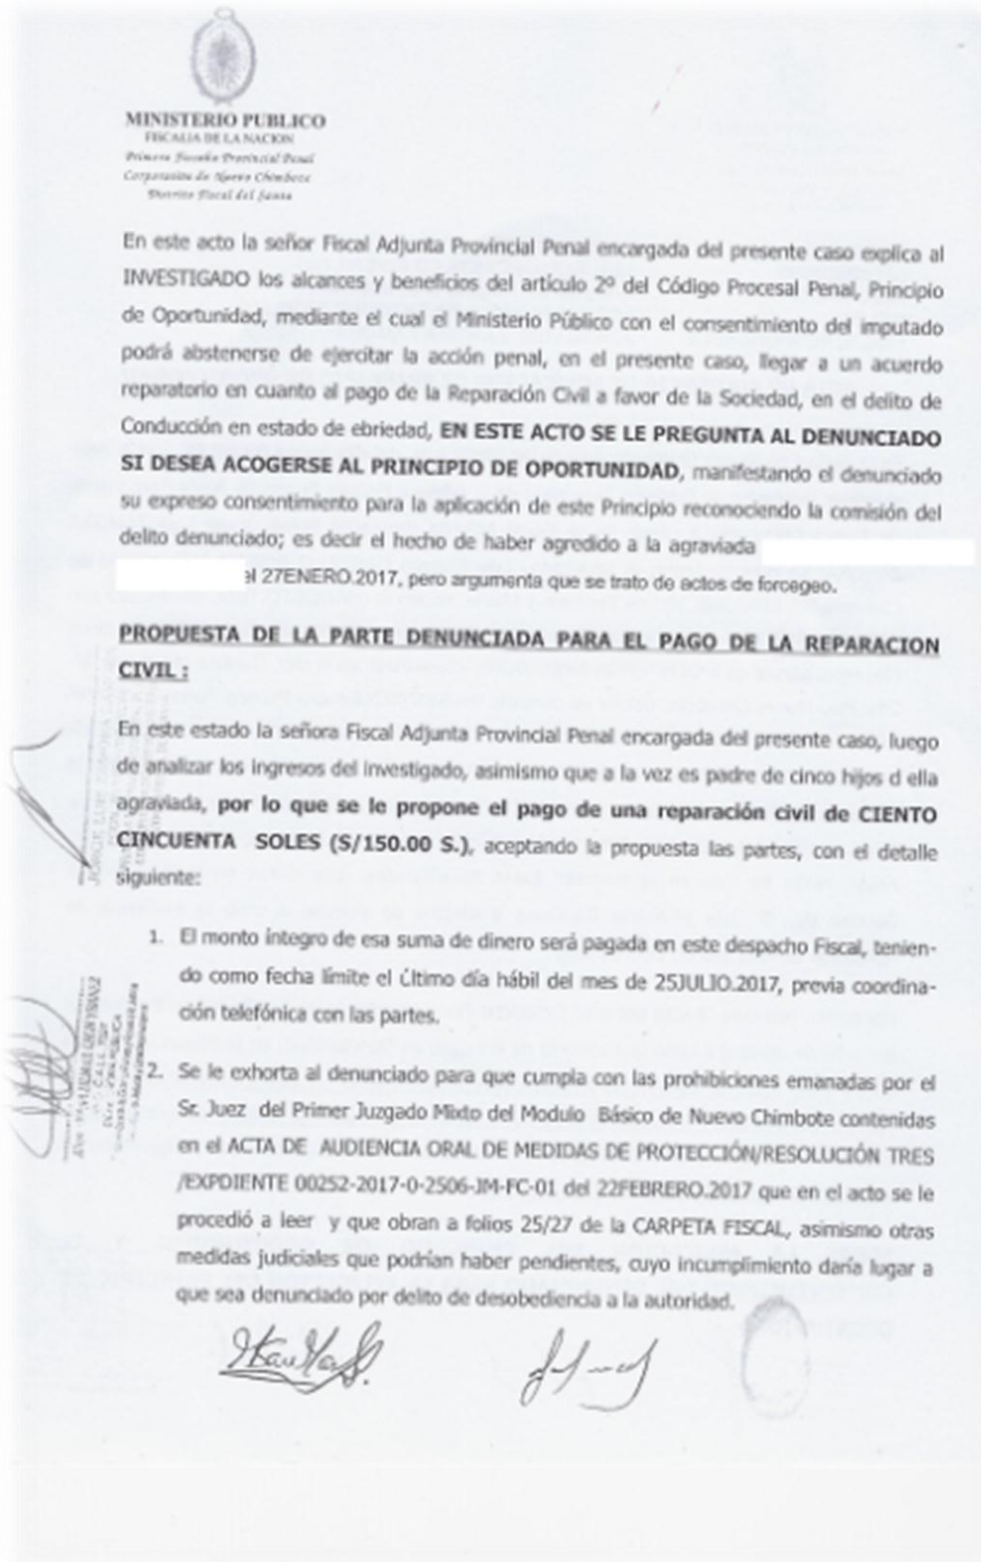 MINISTERIO PUBLICO
FISCALIA DE LA NACION
Primera Fiscalía Provincial Penal
Corporativa de Nuevo Chimbote
Distrito Fiscal del Santa
En este acto la señor Fiscal Adjunta Provincial Penal encargada del presente caso explica al
INVESTIGADO los alcances y beneficios del artículo 2º del Código Procesal Penal, Principio
de Oportunidad, mediante el cual el Ministerio Público con el consentimiento del imputado
podrá abstenerse de ejercitar la acción penal, en el presente caso, llegar a un acuerdo
reparatorio en cuanto al pago de la Reparación Civil a favor de la Sociedad, en el delito de
Conducción en estado de ebriedad, EN ESTE ACTO SE LE PREGUNTA AL DENUNCIADO
SI DESEA ACOGERSE AL PRINCIPIO DE OPORTUNIDAD, manifestando el denunciado
su expreso consentimiento para la aplicación de este Principio reconociendo la comisión del
delito denunciado; es decir el hecho de haber agredido a la agraviada
el 27ENERO.2017, pero argumenta que se trato de actos de forcegeo.
PROPUESTA DE LA PARTE DENUNCIADA PARA EL PAGO DE LA REPARACION
CIVIL :
En este estado la señora Fiscal Adjunta Provincial Penal encargada del presente caso, luego
de analizar los ingresos del investigado, asimismo que a la vez es padre de cinco hijos d ella
agraviada, por lo que se le propone el pago de una reparación civil de CIENTO
CINCUENTA SOLES (S/150.00 S.), aceptando la propuesta las partes, con el detalle
siguiente:
1. El monto íntegro de esa suma de dinero será pagada en este despacho Fiscal, tenien-
do como fecha límite el Último día hábil del mes de 25JULIO.2017, previa coordina-
ción telefónica con las partes.
2. Se le exhorta al denunciado para que cumpla con las prohibiciones emanadas por el
Sr. Juez del Primer Juzgado Mixto del Modulo Básico de Nuevo Chimbote contenidas
en el ACTA DE AUDIENCIA ORAL DE MEDIDAS DE PROTECCIÓN/RESOLUCIÓN TRES
/EXPDIENTE 00252-2017-0-2506-JM-FC-01 del 22FEBRERO.2017 que en el acto se le
procedió a leer y que obran a folios 25/27 de la CARPETA FISCAL, asimismo otras
medidas judiciales que podrían haber pendientes, cuyo incumplimiento daría lugar a
que sea denunciado por delito de desobediencia a la autoridad.